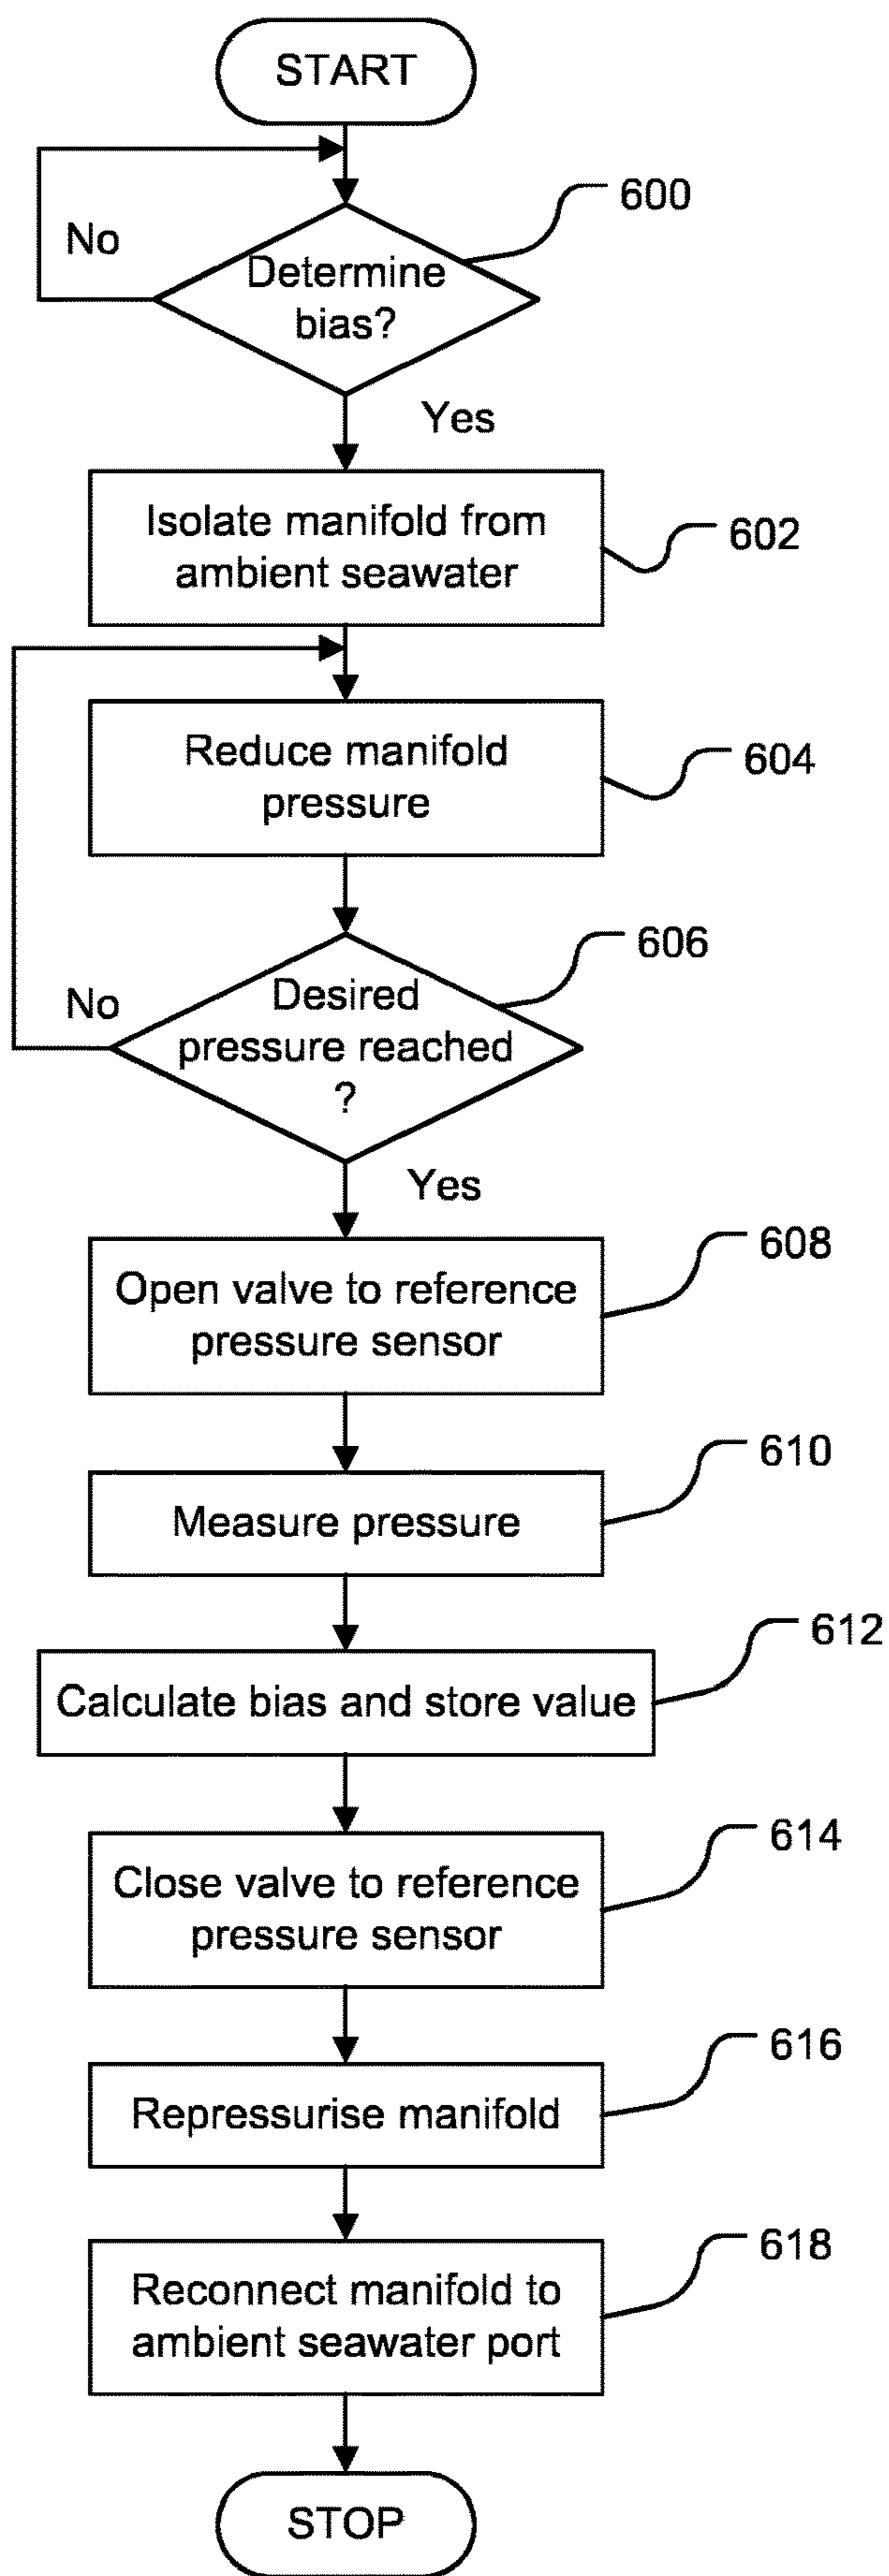 START
600
No
Determine
bias?
Yes
Isolate manifold from
ambient seawater
602
Reduce manifold
pressure
604
606
No
Desired
pressure reached
?
Yes
608
Open valve to reference
pressure sensor
610
Measure pressure
612
Calculate bias and store value
614
Close valve to reference
pressure sensor
616
Repressurise manifold
618
Reconnect manifold to
ambient seawater port
STOP